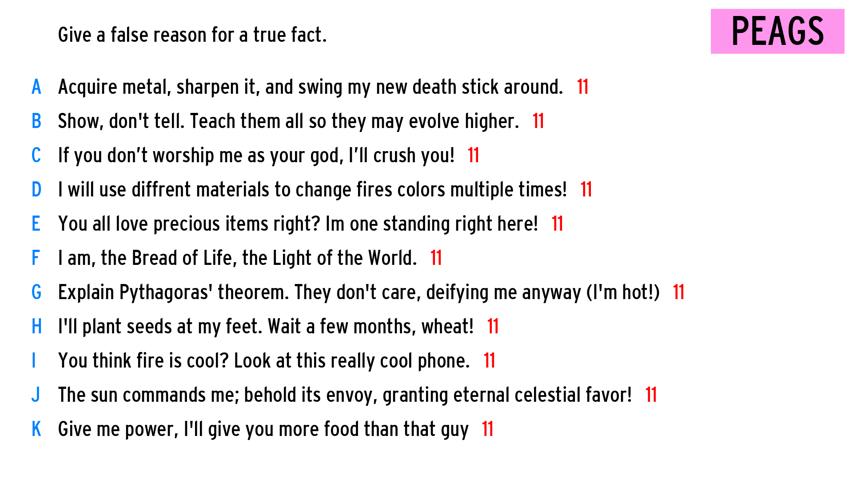 Give a false reason for a true fact.
PEAGS
A Acquire metal, sharpen it, and swing my new death stick around. 11
B Show, don't tell. Teach them all so they may evolve higher. 11
C If you don’t worship me as your god, I’ll crush you! 11
D I will use diffrent materials to change fires colors multiple times! 11
E You all love precious items right? Im one standing right here! 11
F I am, the Bread of Life, the Light of the World. 11
G Explain Pythagoras' theorem. They don't care, deifying me anyway (I'm hot!) 11
H I'll plant seeds at my feet. Wait a few months, wheat! 11
I You think fire is cool? Look at this really cool phone. 11
J The sun commands me; behold its envoy, granting eternal celestial favor! 11
K Give me power, I'll give you more food than that guy 11